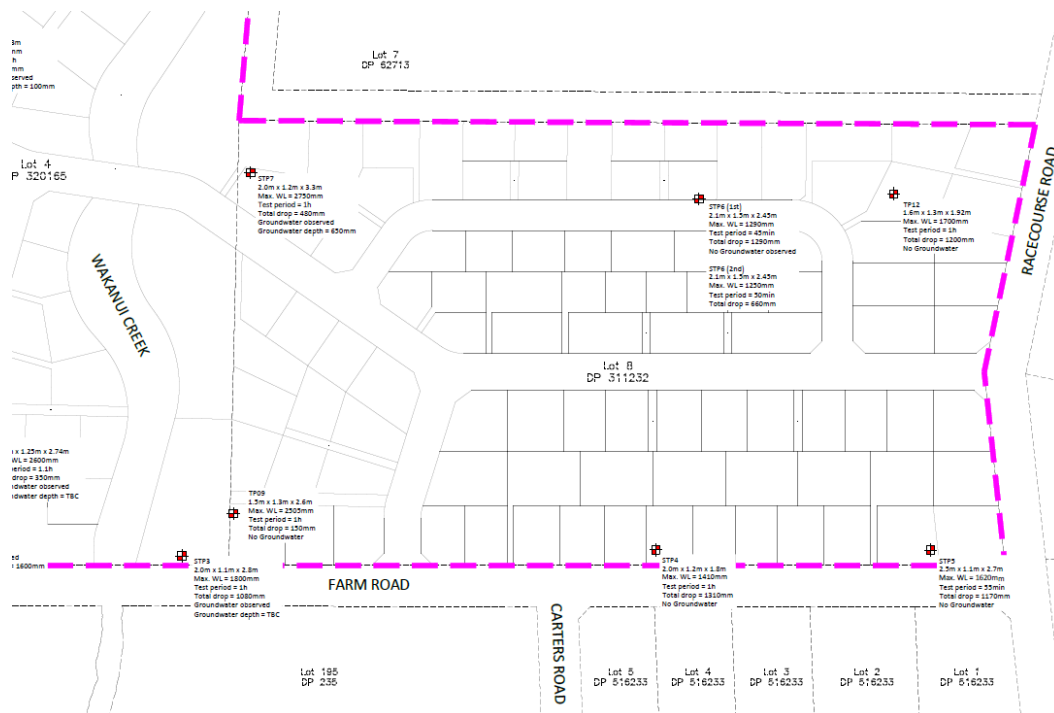 3m
mm
h
mm
served
pth = 100mm
Lot 7
DP 62713
Lot 4
P 320165
STP7
2.0m x 1.2m x 3.3m
Max. WL = 2750mm
Test period = 1h
Total drop = 480mm
Groundwater observed
Groundwater depth = 650mm
STP6 (1st)
2.1m x 1.5m x 2.45m
Max. WL = 1290mm
Test period = 45min
Total drop = 1290mm
No Groundwater observed
STP6 (2nd)
2.1m x 1.5m x 2.45m
Max. WL = 1250mm
Test period = 50min
Total drop = 660mm
TP12
1.6m x 1.3m x 1.92m
Max. WL = 1700mm
Test period = 1h
Total drop = 1200mm
No Groundwater
RACECOURSE ROAD
WAKANUI CREEK
Lot 8
DP 311232
x 1.25m x 2.74m
WL = 2600mm
period = 1.1h
drop = 350mm
ndwater observed
ndwater depth = TBC
TP09
1.5m x 1.3m x 2.6m
Max. WL = 2505mm
Test period = 1h
Total drop = 150mm
No Groundwater
ed
= 1600mm
STP3
2.0m x 1.1m x 2.8m
Max. WL = 1800mm
Test period = 1h
Total drop = 1080mm
Groundwater observed
Groundwater depth = TBC
FARM ROAD
STP4
2.0m x 1.2m x 1.8m
Max. WL = 1410mm
Test period = 1h
Total drop = 1310mm
No Groundwater
STP5
2.5m x 1.1m x 2.7m
Max. WL = 1620mm
Test period = 55min
Total drop = 1170mm
No Groundwater
CARTERS ROAD
Lot 195
DP 235
Lot 5
DP 516233
Lot 4
DP 516233
Lot 3
DP 516233
Lot 2
DP 516233
Lot 1
DP 516233